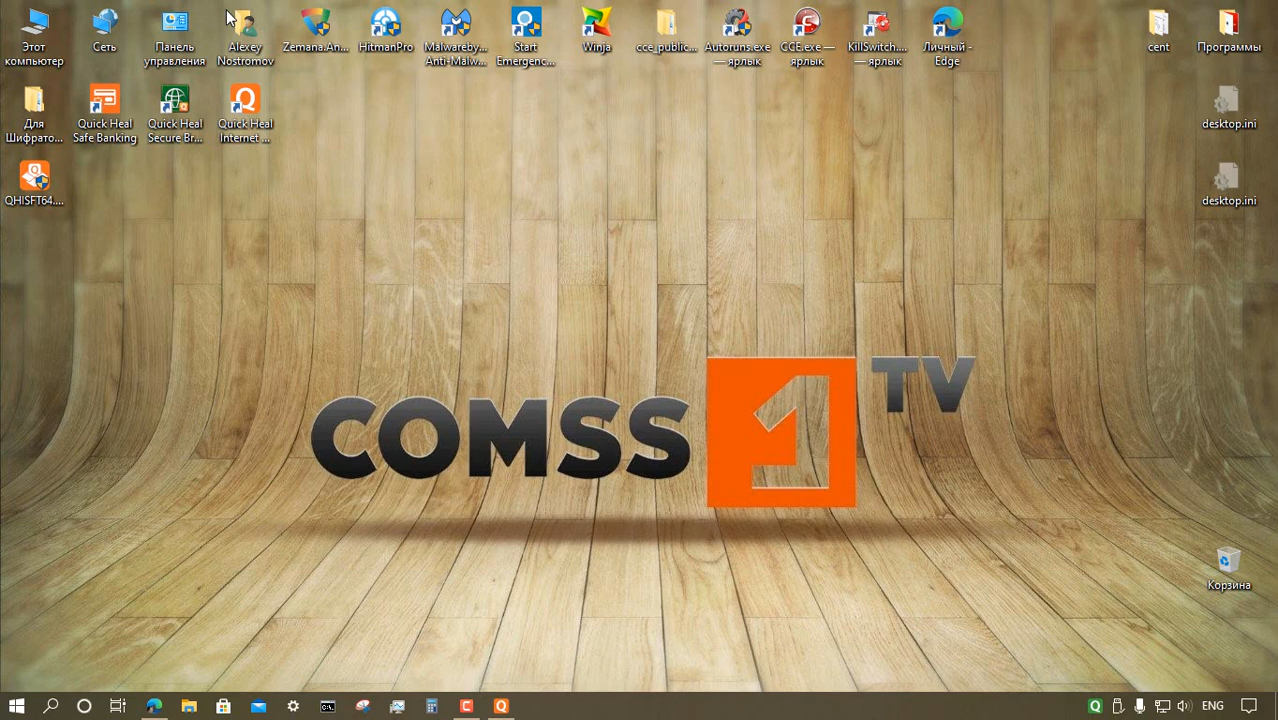 Этот
компьютер
Сеть
Панель
управления
Alexey
Nostromov
Zemana.An...
HitmanPro
Malwareby...
Anti-Malw...
Start
Emergenc...
Winja
cce_public...
Autoruns.exe
— ярлык
CCE.exe —
ярлык
KillSwitch....
— ярлык
Личный -
Edge
cent
Программы
Для
Шифрато...
Quick Heal
Safe Banking
Quick Heal
Secure Br...
Quick Heal
Internet ...
desktop.ini
QHISFT64....
desktop.ini
COMSS 1 TV
Корзина
ENG